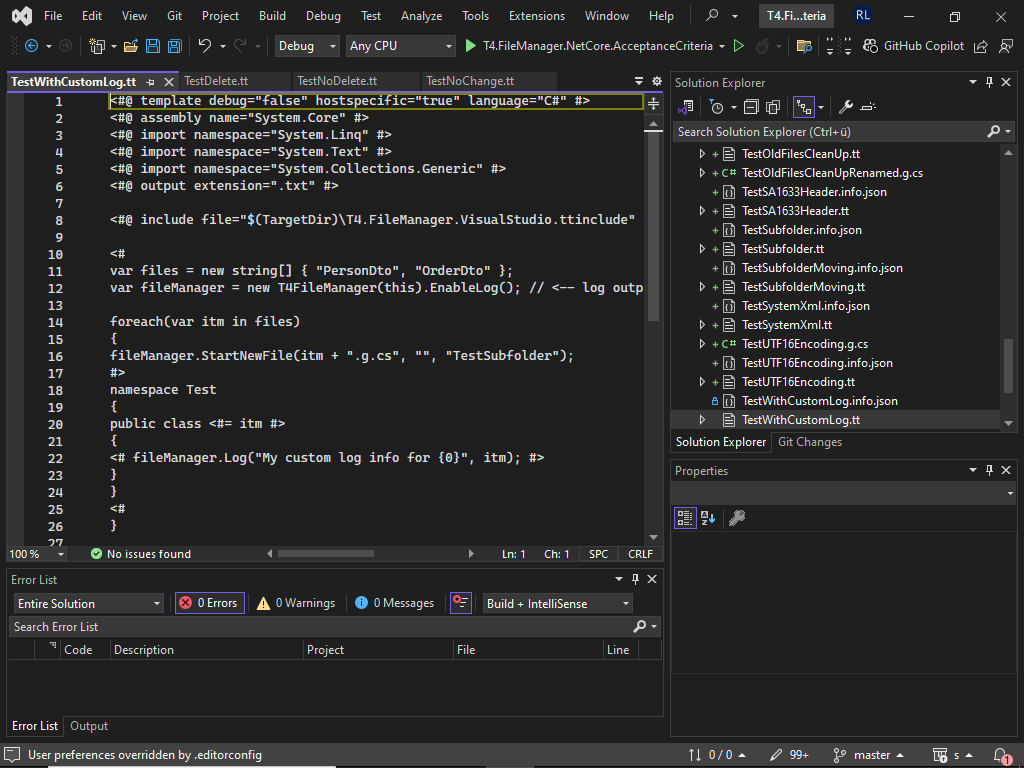 File Edit View Git Project Build Debug Test Analyze Tools Extensions Window Help T4.Fi...teria RL
Debug Any CPU T4.FileManager.NetCore.AcceptanceCriteria GitHub Copilot
TestWithCustomLog.tt TestDelete.tt TestNoDelete.tt TestNoChange.tt
1 <#@ template debug="false" hostspecific="true" language="C#" #>
2 <#@ assembly name="System.Core" #>
3 <#@ import namespace="System.Linq" #>
4 <#@ import namespace="System.Text" #>
5 <#@ import namespace="System.Collections.Generic" #>
6 <#@ output extension=".txt" #>
7
8 <#@ include file="$(TargetDir)\T4.FileManager.VisualStudio.ttinclude"
9
10 <#
11 var files = new string[] { "PersonDto", "OrderDto" };
12 var fileManager = new T4FileManager(this).EnableLog(); // <-- log outp
13
14 foreach(var itm in files)
15 {
16 fileManager.StartNewFile(itm + ".g.cs", "", "TestSubfolder");
17 #>
18 namespace Test
19 {
20 public class <#= itm #>
21 {
22 <# fileManager.Log("My custom log info for {0}", itm); #>
23 }
24 }
25 <#
26 }
27
100 % No issues found Ln: 1 Ch: 1 SPC CRLF
Solution Explorer
Search Solution Explorer (Ctrl+ü)
TestOldFilesCleanUp.tt
C# TestOldFilesCleanUpRenamed.g.cs
TestSA1633Header.info.json
TestSA1633Header.tt
TestSubfolder.info.json
TestSubfolder.tt
TestSubfolderMoving.info.json
TestSubfolderMoving.tt
TestSystemXml.info.json
TestSystemXml.tt
C# TestUTF16Encoding.g.cs
TestUTF16Encoding.info.json
TestUTF16Encoding.tt
TestWithCustomLog.info.json
TestWithCustomLog.tt
Solution Explorer Git Changes
Properties
Error List
Entire Solution 0 Errors 0 Warnings 0 Messages Build + IntelliSense
Search Error List
Code Description Project File Line
Error List Output
User preferences overridden by .editorconfig 0 / 0 99+ master s 1